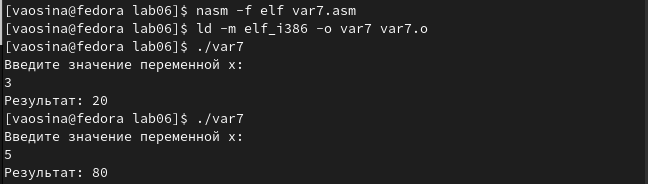 [vaosina@fedora lab06]$ nasm -f elf var7.asm
[vaosina@fedora lab06]$ ld -m elf_i386 -o var7 var7.o
[vaosina@fedora lab06]$ ./var7
Введите значение переменной х:
3
Результат: 20
[vaosina@fedora lab06]$ ./var7
Введите значение переменной х:
5
Результат: 80